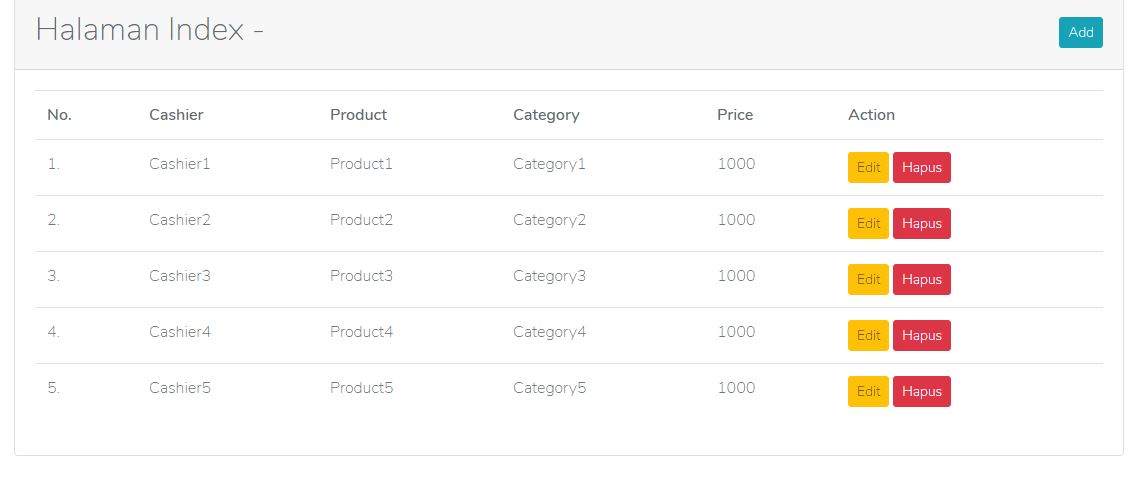 Halaman Index - Add
No. Cashier Product Category Price Action
1. Cashier1 Product1 Category1 1000 Edit Hapus
2. Cashier2 Product2 Category2 1000 Edit Hapus
3. Cashier3 Product3 Category3 1000 Edit Hapus
4. Cashier4 Product4 Category4 1000 Edit Hapus
5. Cashier5 Product5 Category5 1000 Edit Hapus